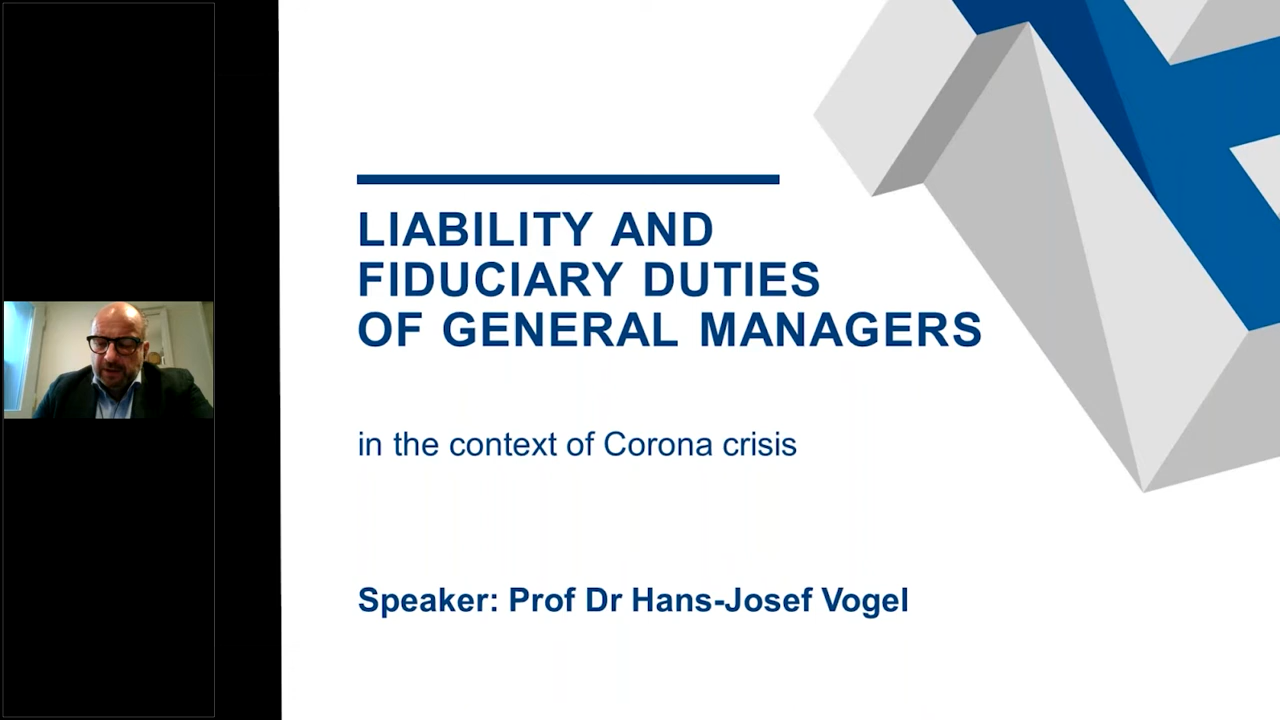 LIABILITY AND
FIDUCIARY DUTIES
OF GENERAL MANAGERS
in the context of Corona crisis
Speaker: Prof Dr Hans-Josef Vogel